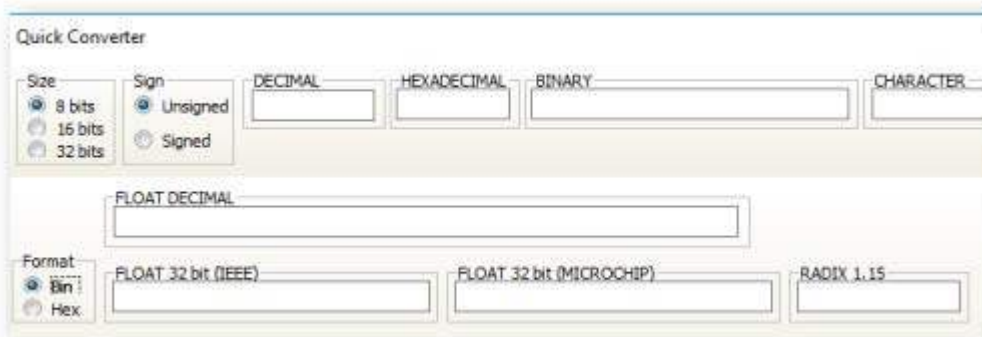 Quick Converter
Size Sign DECIMAL HEXADECIMAL BINARY CHARACTER
8 bits Unsigned
16 bits
Signed
32 bits
FLOAT DECIMAL
Format FLOAT 32 bit (IEEE) FLOAT 32 bit (MICROCHIP) RADIX 1.15
Bin
Hex